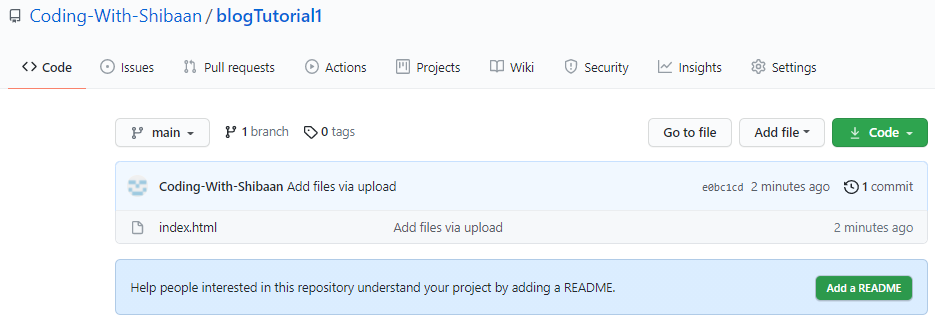 Coding-With-Shibaan / blogTutorial1
Code Issues Pull requests Actions Projects Wiki Security Insights Settings
main 1 branch 0 tags Go to file Add file Code
Coding-With-Shibaan Add files via upload e0bc1cd 2 minutes ago 1 commit
index.html Add files via upload 2 minutes ago
Help people interested in this repository understand your project by adding a README. Add a README